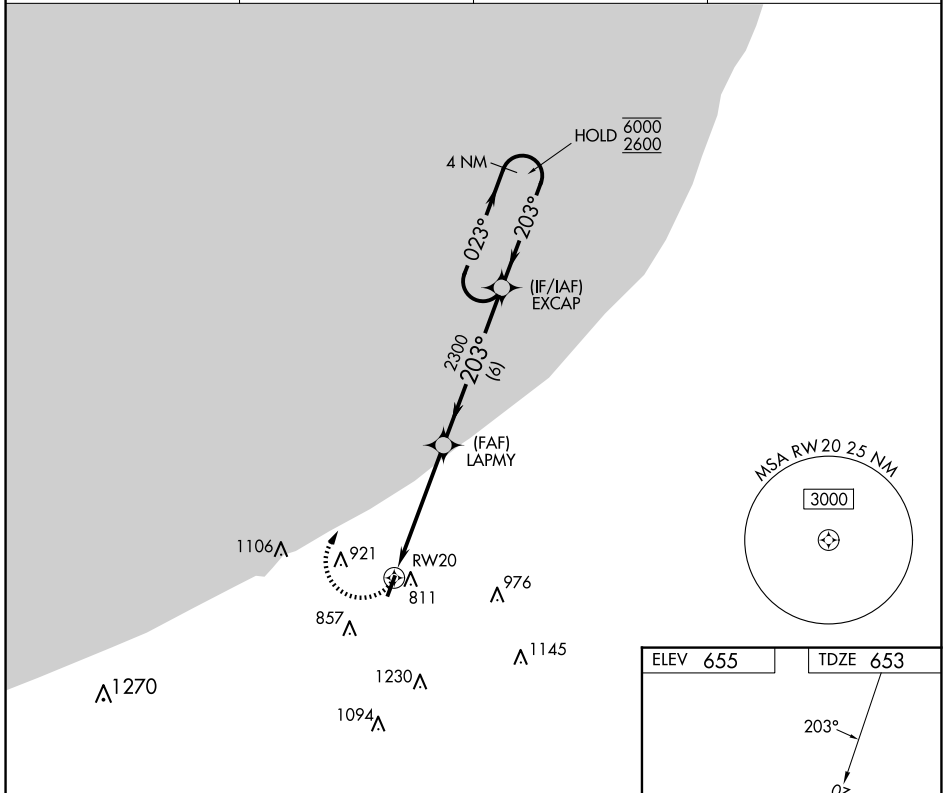 HOLD 6000
2600
4 NM
023°
203°
(IF/IAF)
EXCAP
2300
203°
(6)
(FAF)
LAPMY
MSA RW20 25 NM
3000
1106
921
RW20
811
976
857
1145
1230
1270
1094
ELEV 655
TDZE 653
203°